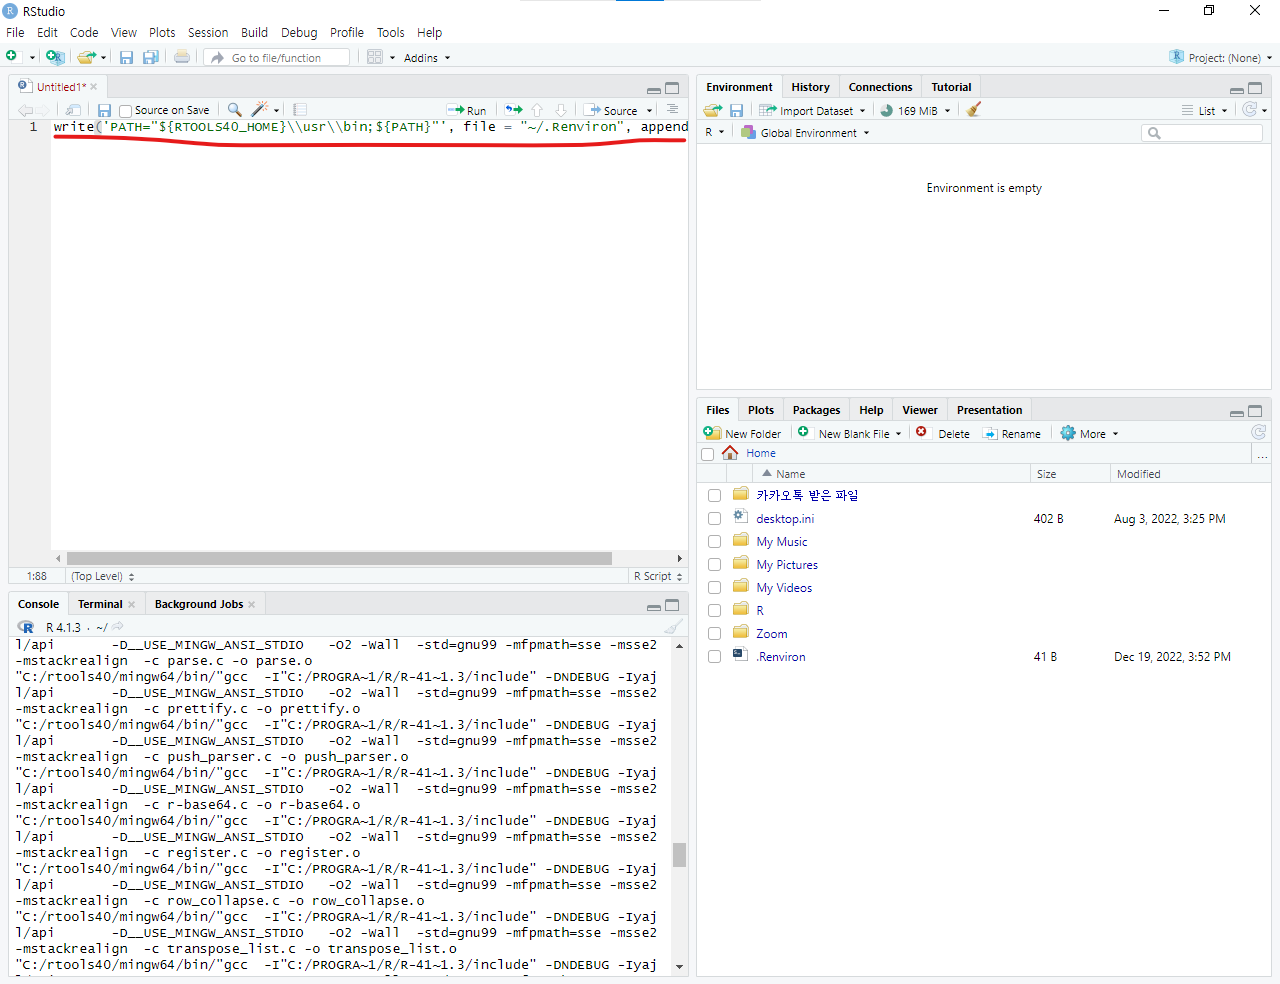 RStudio
File Edit Code View Plots Session Build Debug Profile Tools Help
Go to file/function Addins Project: (None)
Untitled1*
Source on Save Run Source
1 write('PATH="${RTOOLS40_HOME}\\usr\\bin;${PATH}"', file = "~/.Renviron", append
1:88 (Top Level) R Script
Console Terminal Background Jobs
R 4.1.3 · ~/
l/api -D__USE_MINGW_ANSI_STDIO -O2 -Wall -std=gnu99 -mfpmath=sse -msse2
-mstackrealign -c parse.c -o parse.o
"C:/rtools40/mingw64/bin/"gcc -I"C:/PROGRA~1/R/R-41~1.3/include" -DNDEBUG -Iyaj
l/api -D__USE_MINGW_ANSI_STDIO -O2 -Wall -std=gnu99 -mfpmath=sse -msse2
-mstackrealign -c prettify.c -o prettify.o
"C:/rtools40/mingw64/bin/"gcc -I"C:/PROGRA~1/R/R-41~1.3/include" -DNDEBUG -Iyaj
l/api -D__USE_MINGW_ANSI_STDIO -O2 -Wall -std=gnu99 -mfpmath=sse -msse2
-mstackrealign -c push_parser.c -o push_parser.o
"C:/rtools40/mingw64/bin/"gcc -I"C:/PROGRA~1/R/R-41~1.3/include" -DNDEBUG -Iyaj
l/api -D__USE_MINGW_ANSI_STDIO -O2 -Wall -std=gnu99 -mfpmath=sse -msse2
-mstackrealign -c r-base64.c -o r-base64.o
"C:/rtools40/mingw64/bin/"gcc -I"C:/PROGRA~1/R/R-41~1.3/include" -DNDEBUG -Iyaj
l/api -D__USE_MINGW_ANSI_STDIO -O2 -Wall -std=gnu99 -mfpmath=sse -msse2
-mstackrealign -c register.c -o register.o
"C:/rtools40/mingw64/bin/"gcc -I"C:/PROGRA~1/R/R-41~1.3/include" -DNDEBUG -Iyaj
l/api -D__USE_MINGW_ANSI_STDIO -O2 -Wall -std=gnu99 -mfpmath=sse -msse2
-mstackrealign -c row_collapse.c -o row_collapse.o
"C:/rtools40/mingw64/bin/"gcc -I"C:/PROGRA~1/R/R-41~1.3/include" -DNDEBUG -Iyaj
l/api -D__USE_MINGW_ANSI_STDIO -O2 -Wall -std=gnu99 -mfpmath=sse -msse2
-mstackrealign -c transpose_list.c -o transpose_list.o
"C:/rtools40/mingw64/bin/"gcc -I"C:/PROGRA~1/R/R-41~1.3/include" -DNDEBUG -Iyaj
Environment History Connections Tutorial
Import Dataset 169 MiB List
R Global Environment
Environment is empty
Files Plots Packages Help Viewer Presentation
New Folder New Blank File Delete Rename More
Home ...
Name Size Modified
카카오톡 받은 파일
desktop.ini 402 B Aug 3, 2022, 3:25 PM
My Music
My Pictures
My Videos
R
Zoom
.Renviron 41 B Dec 19, 2022, 3:52 PM